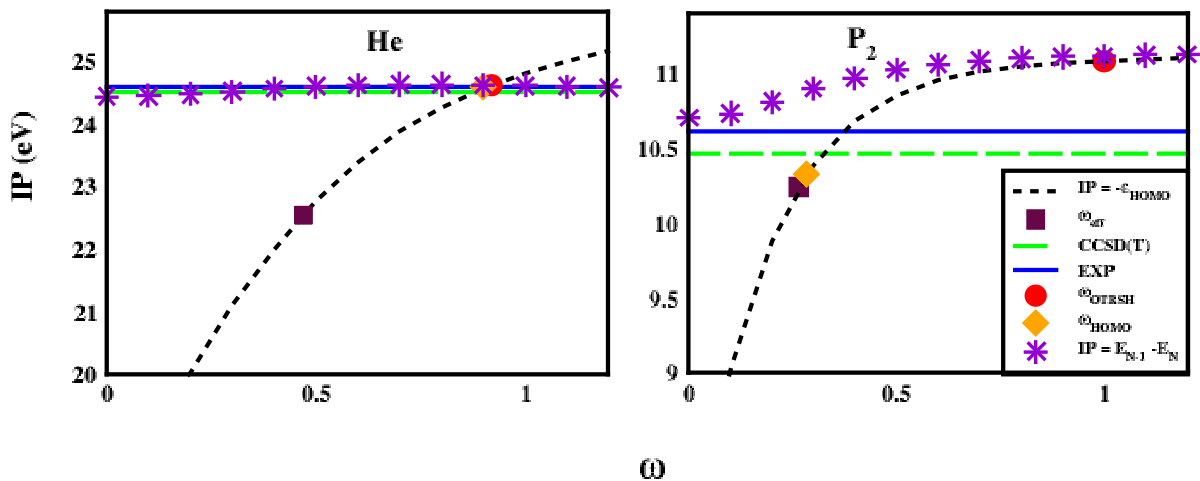 He
P2
IP (eV)
25
24
23
22
21
20
0
0.5
1
11
10.5
10
9.5
9
0
0.5
1
IP = -εHOMO
ωeff
CCSD(T)
EXP
ωOTRSH
ωHOMO
IP = EN-1 -EN
ω